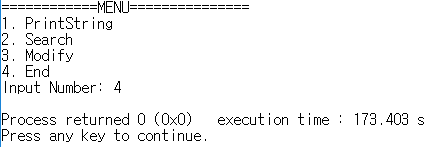 ============MENU===============
1. PrintString
2. Search
3. Modify
4. End
Input Number: 4
Process returned 0 (0x0)   execution time : 173.403 s
Press any key to continue.